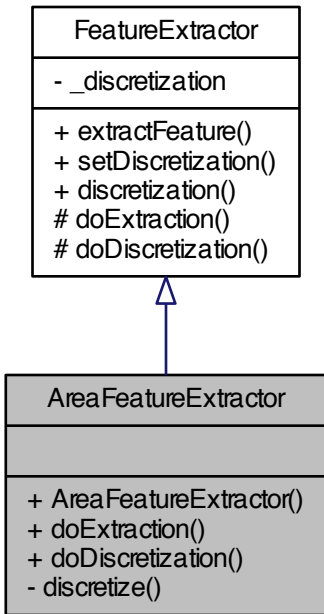 FeatureExtractor
- _discretization
+ extractFeature()
+ setDiscretization()
+ discretization()
# doExtraction()
# doDiscretization()
AreaFeatureExtractor
+ AreaFeatureExtractor()
+ doExtraction()
+ doDiscretization()
- discretize()